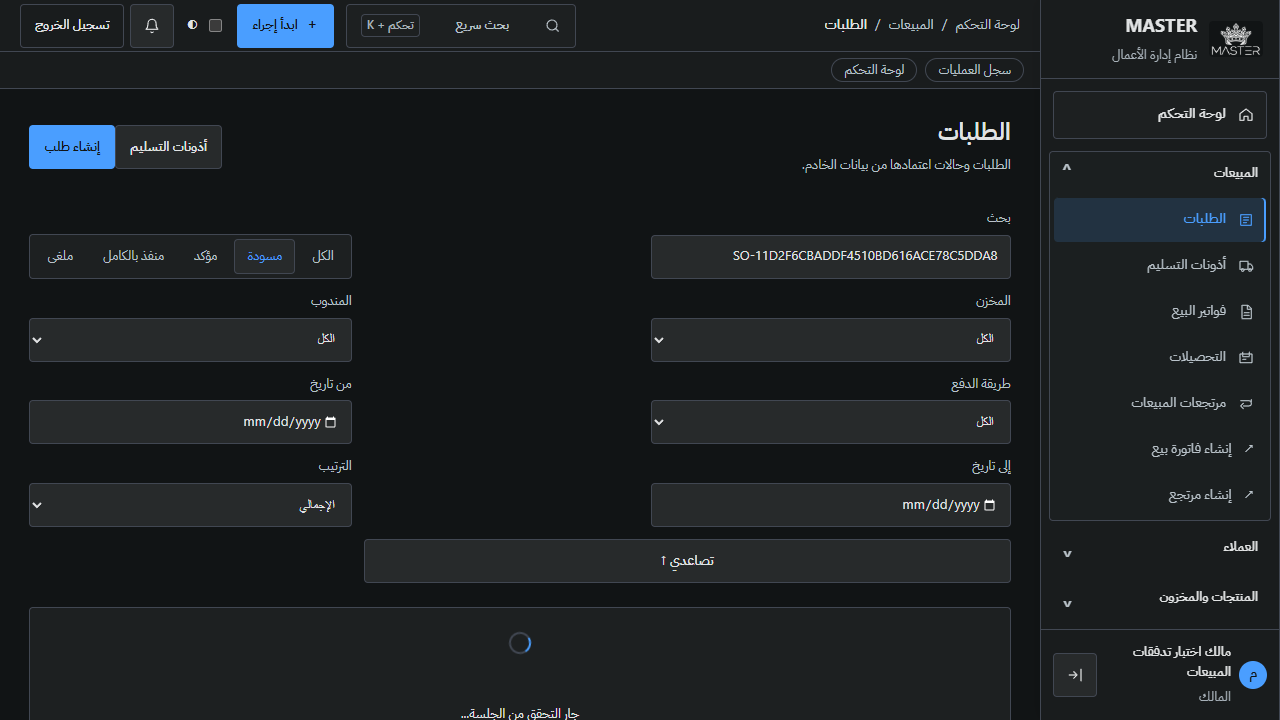 MASTER
نظام إدارة الأعمال
MASTER
لوحة التحكم
المبيعات
الطلبات
أذونات التسليم
فواتير البيع
التحصيلات
مرتجعات المبيعات
إنشاء فاتورة بيع
إنشاء مرتجع
العملاء
المنتجات والمخزون
مالك اختبار تدفقات المبيعات
المالك
م
لوحة التحكم / المبيعات / الطلبات
بحث سريع تحكم + K
+ ابدأ إجراء
تسجيل الخروج
سجل العمليات
لوحة التحكم
الطلبات
الطلبات وحالات اعتمادها من بيانات الخادم.
أذونات التسليم
إنشاء طلب
بحث
SO-11D2F6CBADDF4510BD616ACE78C5DDA8
الكل مسودة مؤكد منفذ بالكامل ملغى
المخزن
الكل
المندوب
الكل
طريقة الدفع
الكل
من تاريخ
mm/dd/yyyy
إلى تاريخ
mm/dd/yyyy
الترتيب
الإجمالي
تصاعدي ↑
جار التحقق من الجلسة...